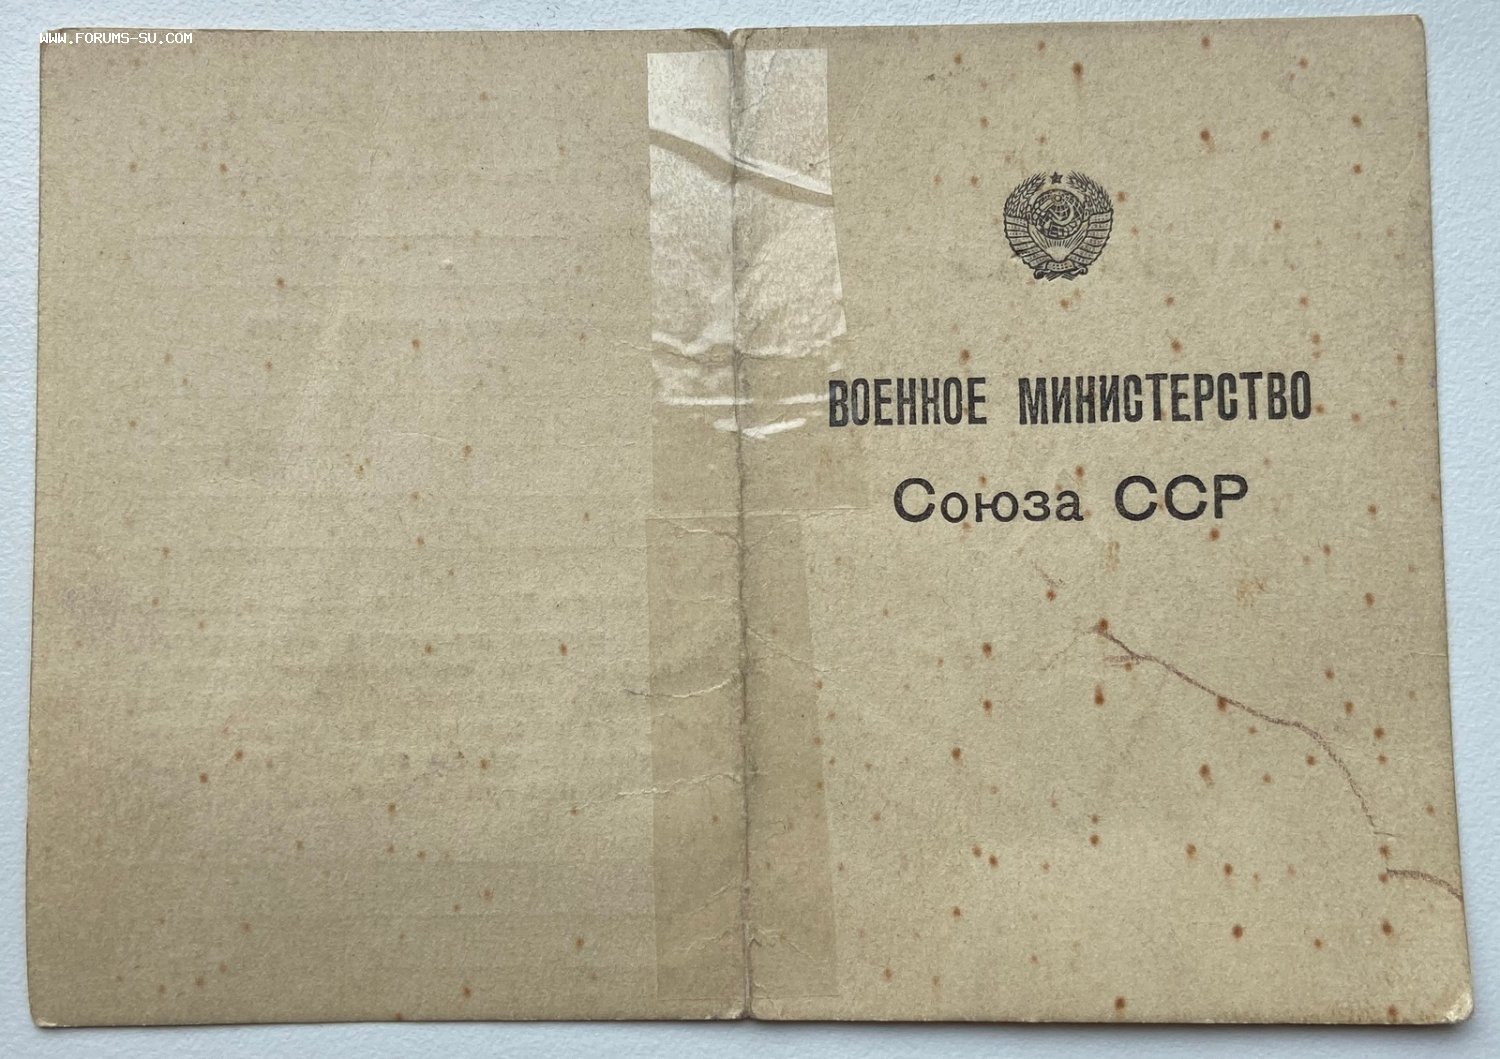 WWW.FORUMS-SU.COM
ВОЕННОЕ МИНИСТЕРСТВО
Союза ССР